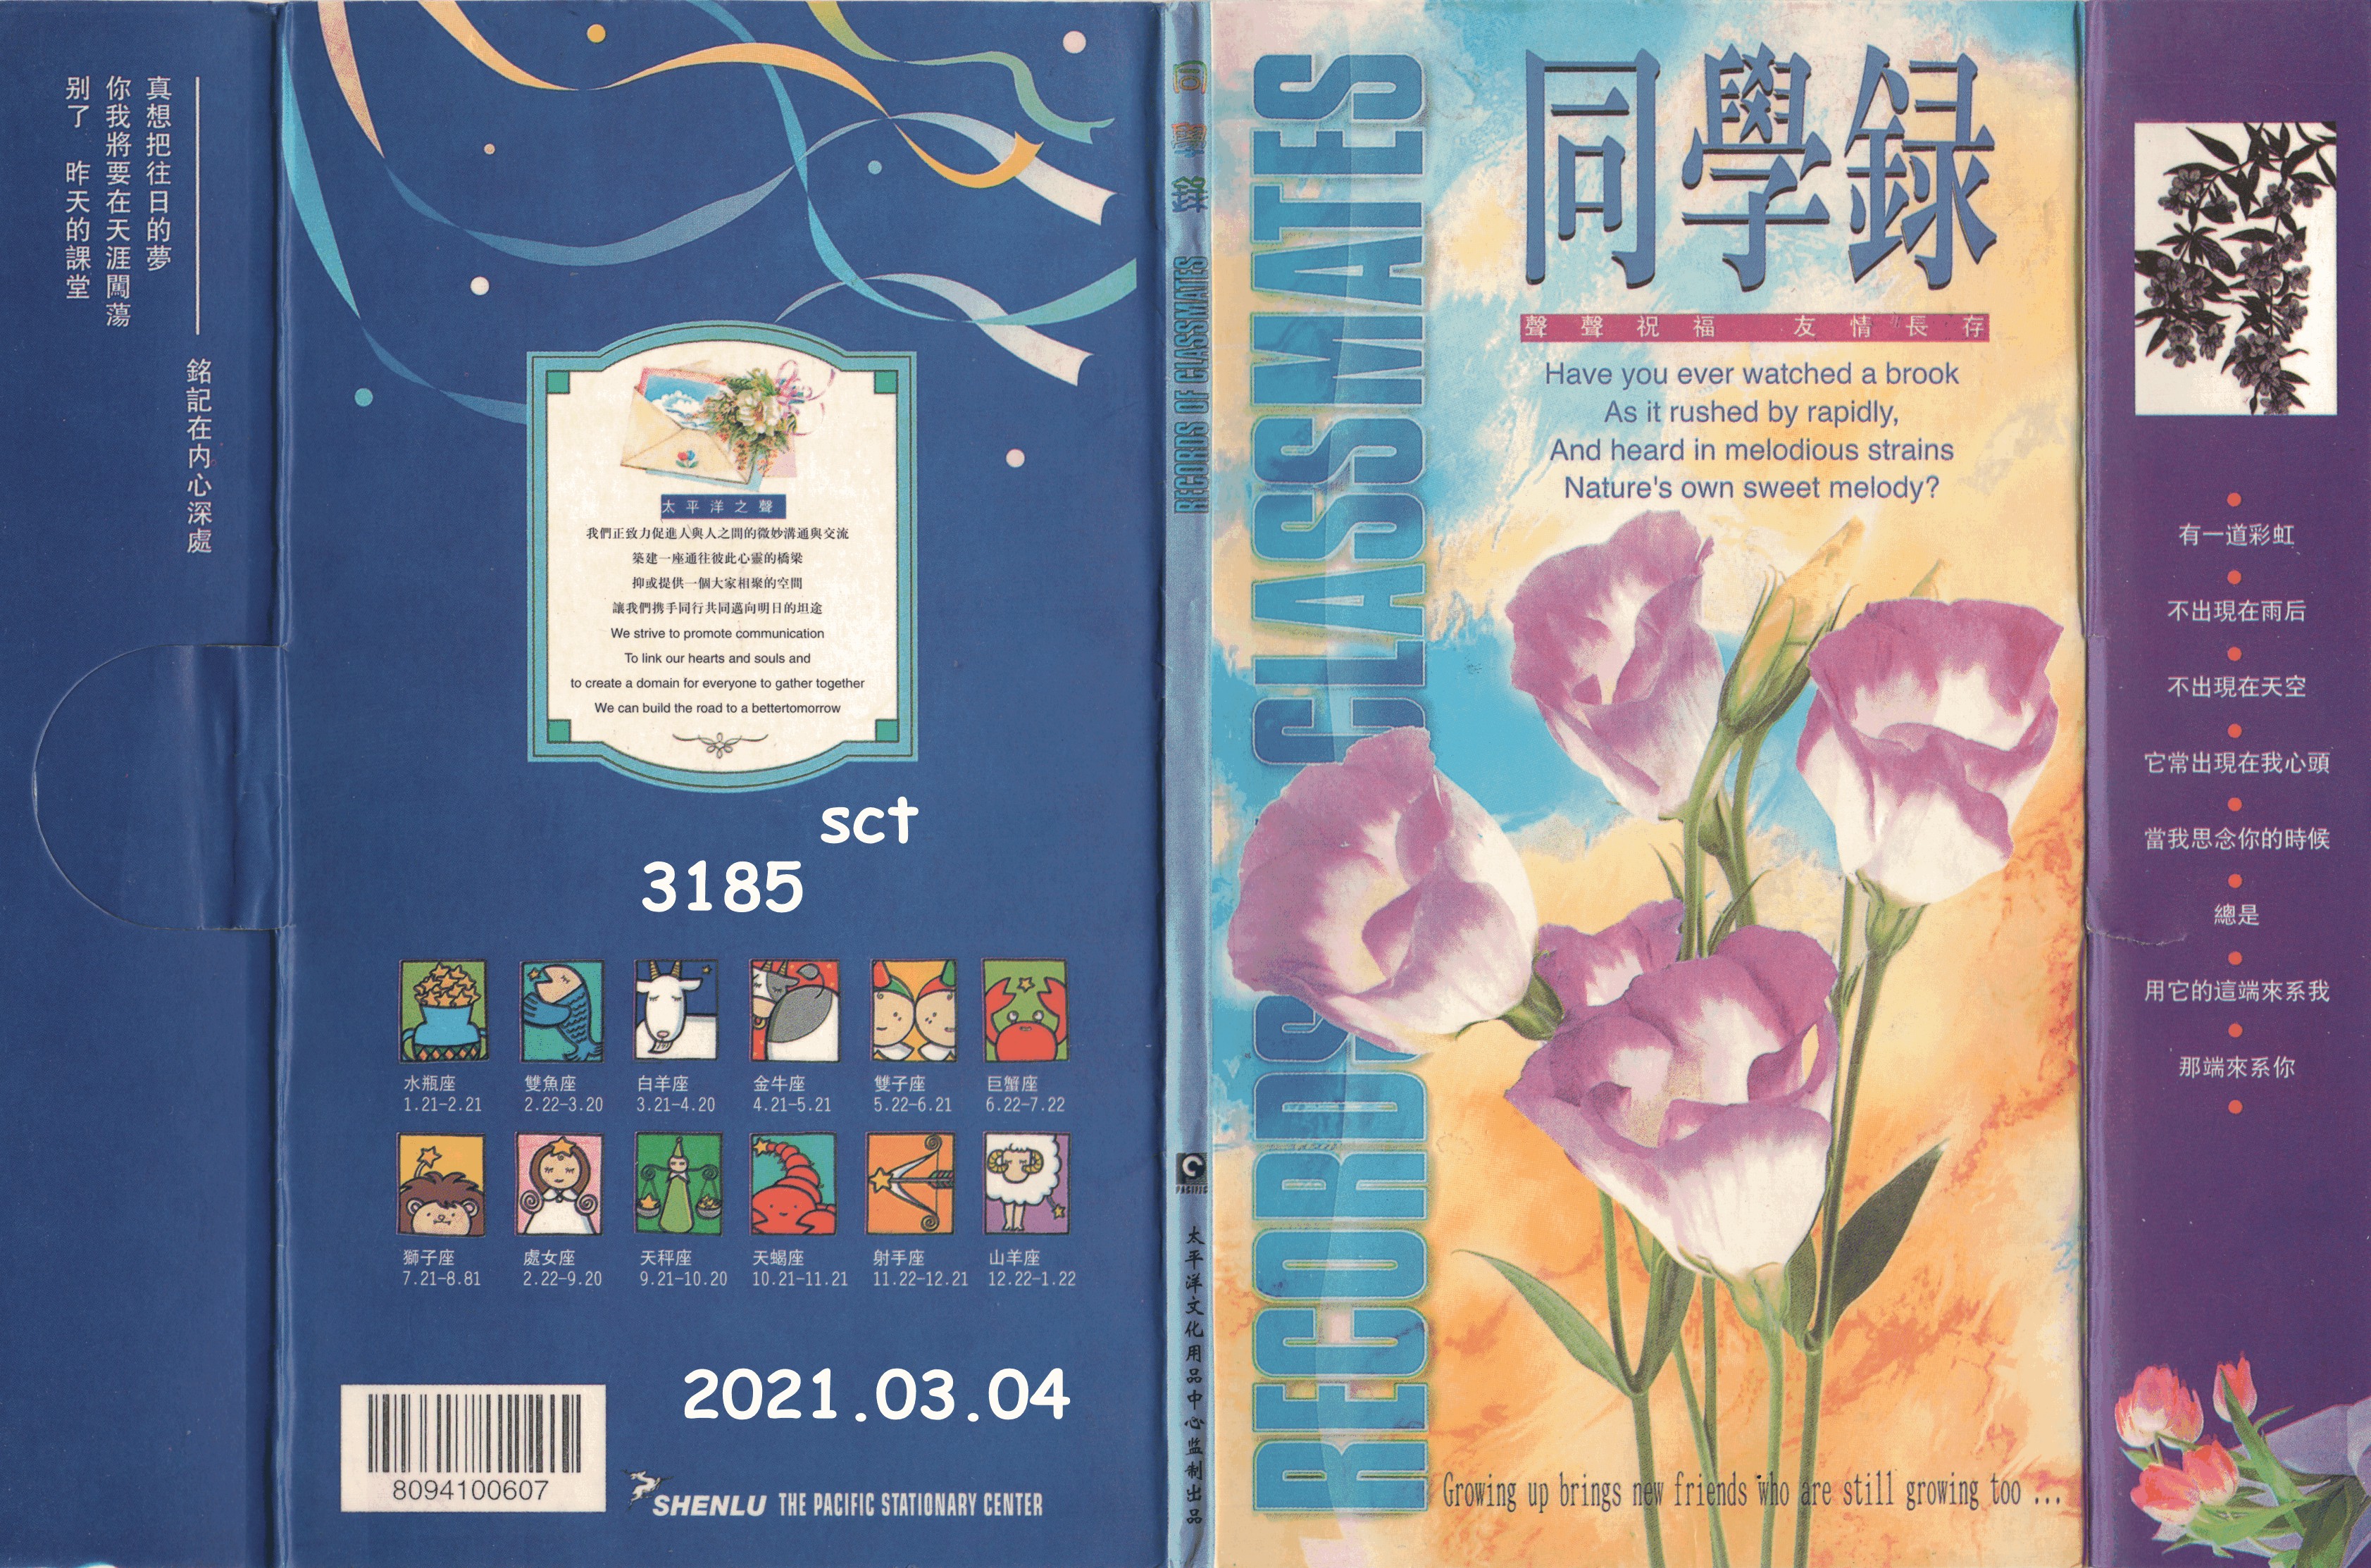 真想把往日的夢
你我將要在天涯闖蕩
别了 昨天的課堂
銘記在内心深處
太平洋之聲
我們正致力促進人與人之間的微妙溝通與交流
築建一座通往彼此心靈的橋梁
抑或提供一個大家相聚的空間
讓我們携手同行共同邁向明日的坦途
We strive to promote communication
To link our hearts and souls and
to create a domain for everyone to gather together
We can build the road to a bettertomorrow
sct
3185
水瓶座 雙魚座 白羊座 金牛座 雙子座 巨蟹座
1.21-2.21 2.22-3.20 3.21-4.20 4.21-5.21 5.22-6.21 6.22-7.22
獅子座 處女座 天秤座 天蝎座 射手座 山羊座
7.21-8.81 2.22-9.20 9.21-10.20 10.21-11.21 11.22-12.21 12.22-1.22
2021.03.04
8094100607
SHENLU THE PACIFIC STATIONARY CENTER
同學録
RECORDS OF CLASSMATES
PACIFIC
太平洋文化用品中心监制出品
RECORDS CLASSMATES
同學録
聲聲祝福 友情長存
Have you ever watched a brook
As it rushed by rapidly,
And heard in melodious strains
Nature's own sweet melody?
Growing up brings new friends who are still growing too ...
有一道彩虹
不出現在雨后
不出現在天空
它常出現在我心頭
當我思念你的時候
總是
用它的這端來系我
那端來系你